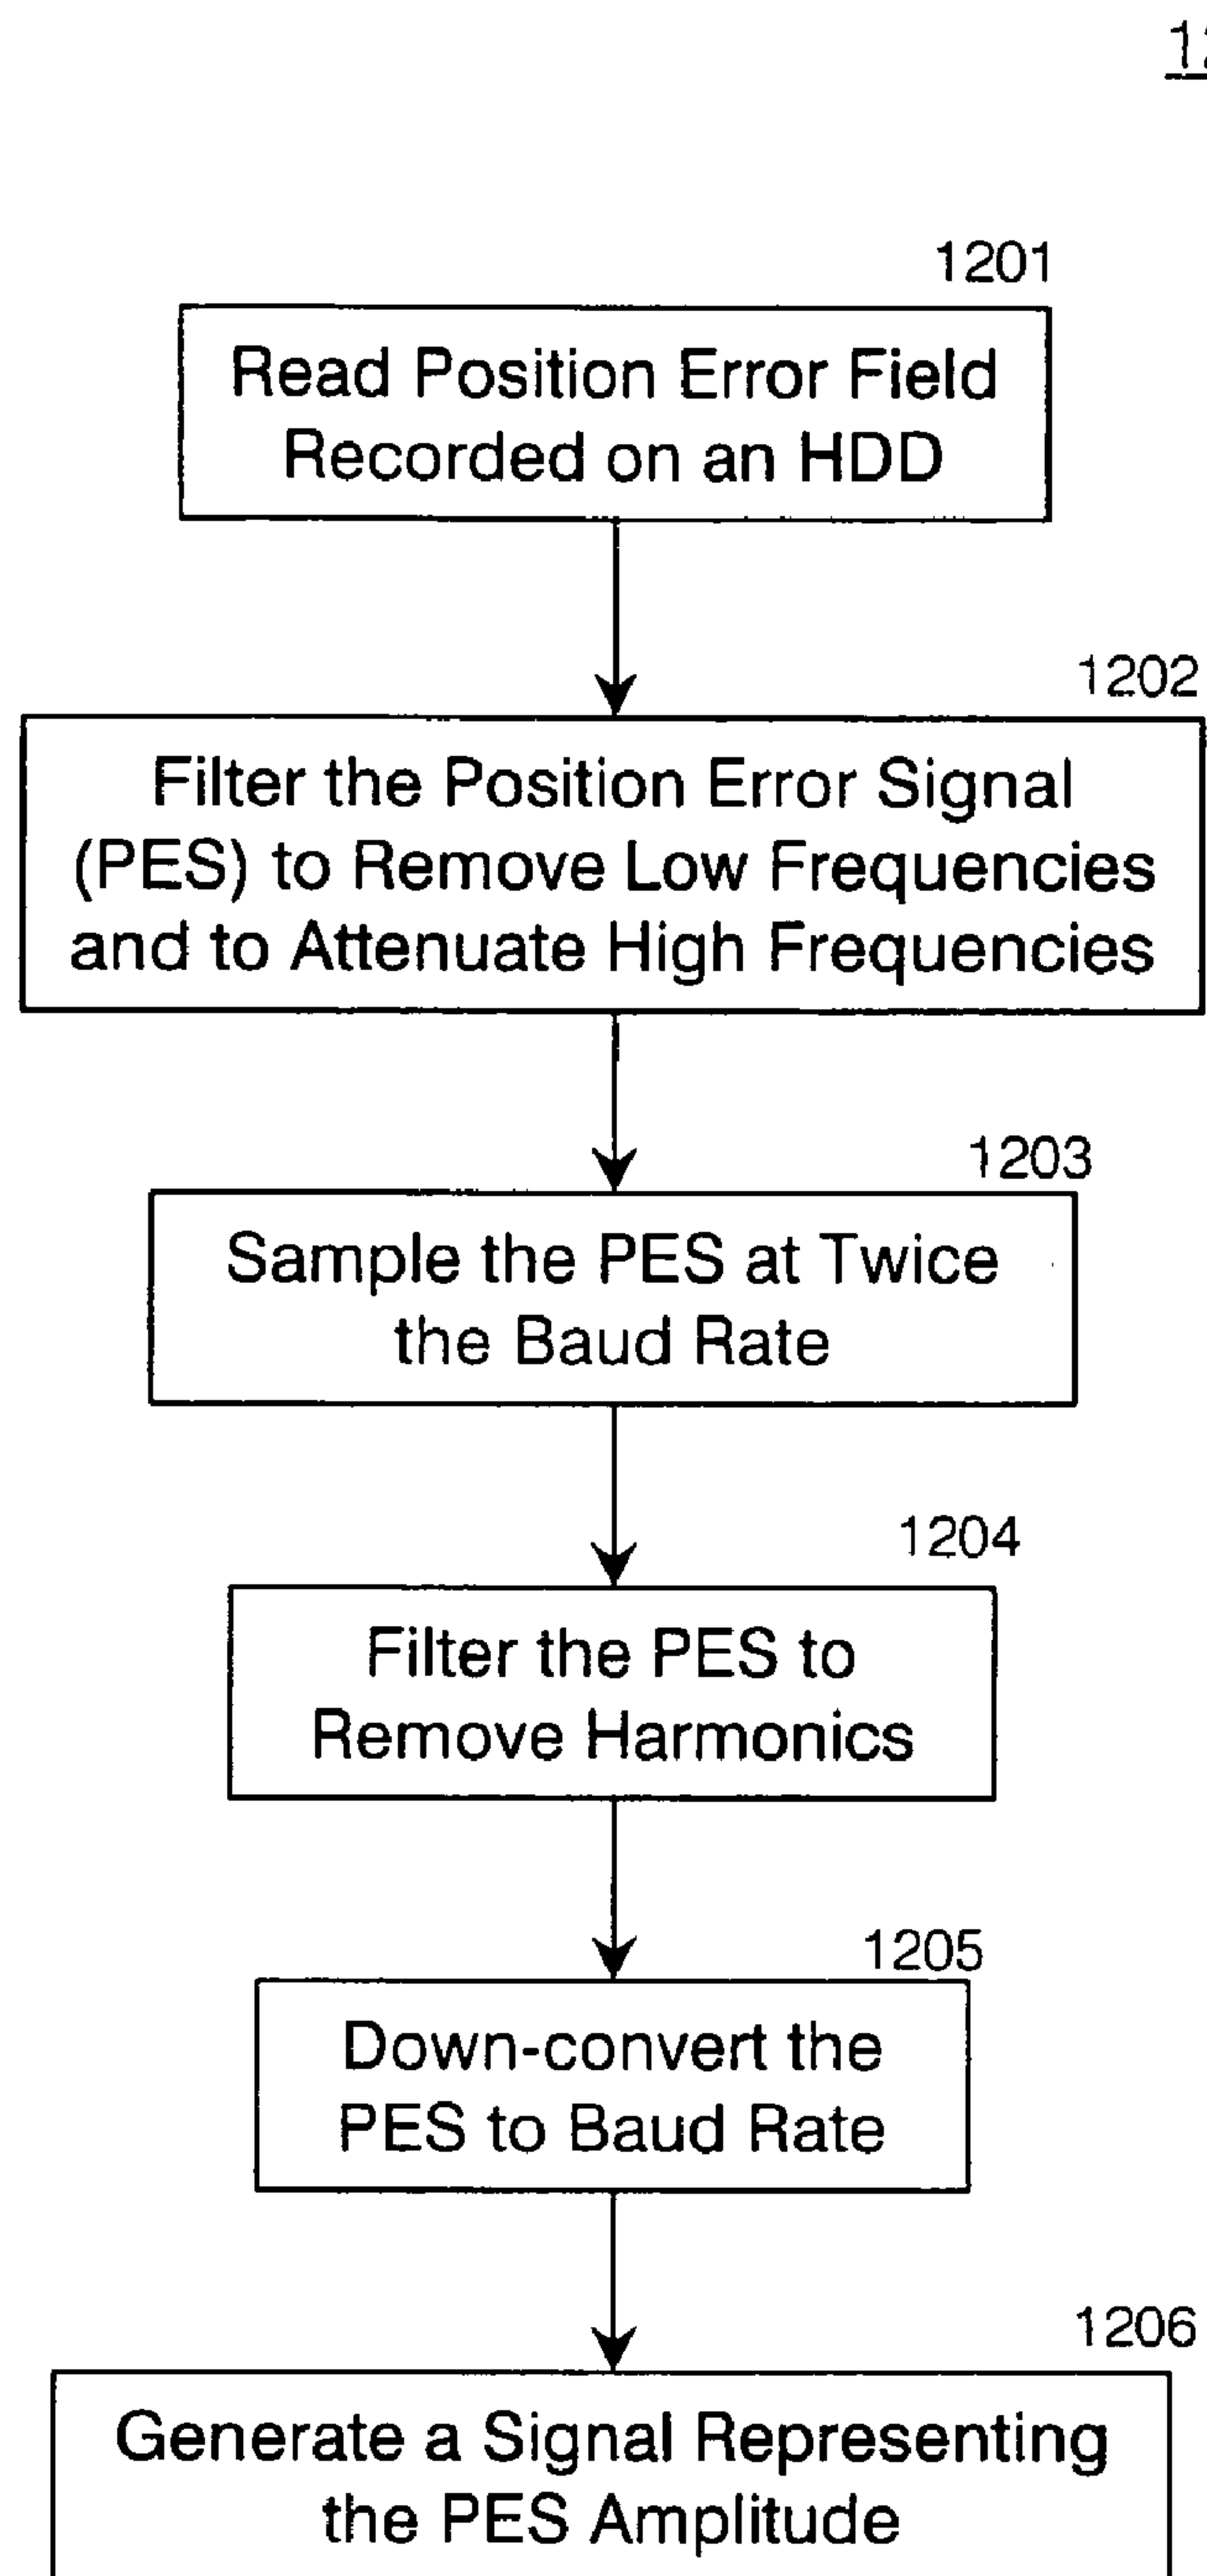 1201
Read Position Error Field
Recorded on an HDD
1202
Filter the Position Error Signal
(PES) to Remove Low Frequencies
and to Attenuate High Frequencies
1203
Sample the PES at Twice
the Baud Rate
1204
Filter the PES to
Remove Harmonics
1205
Down-convert the
PES to Baud Rate
1206
Generate a Signal Representing
the PES Amplitude